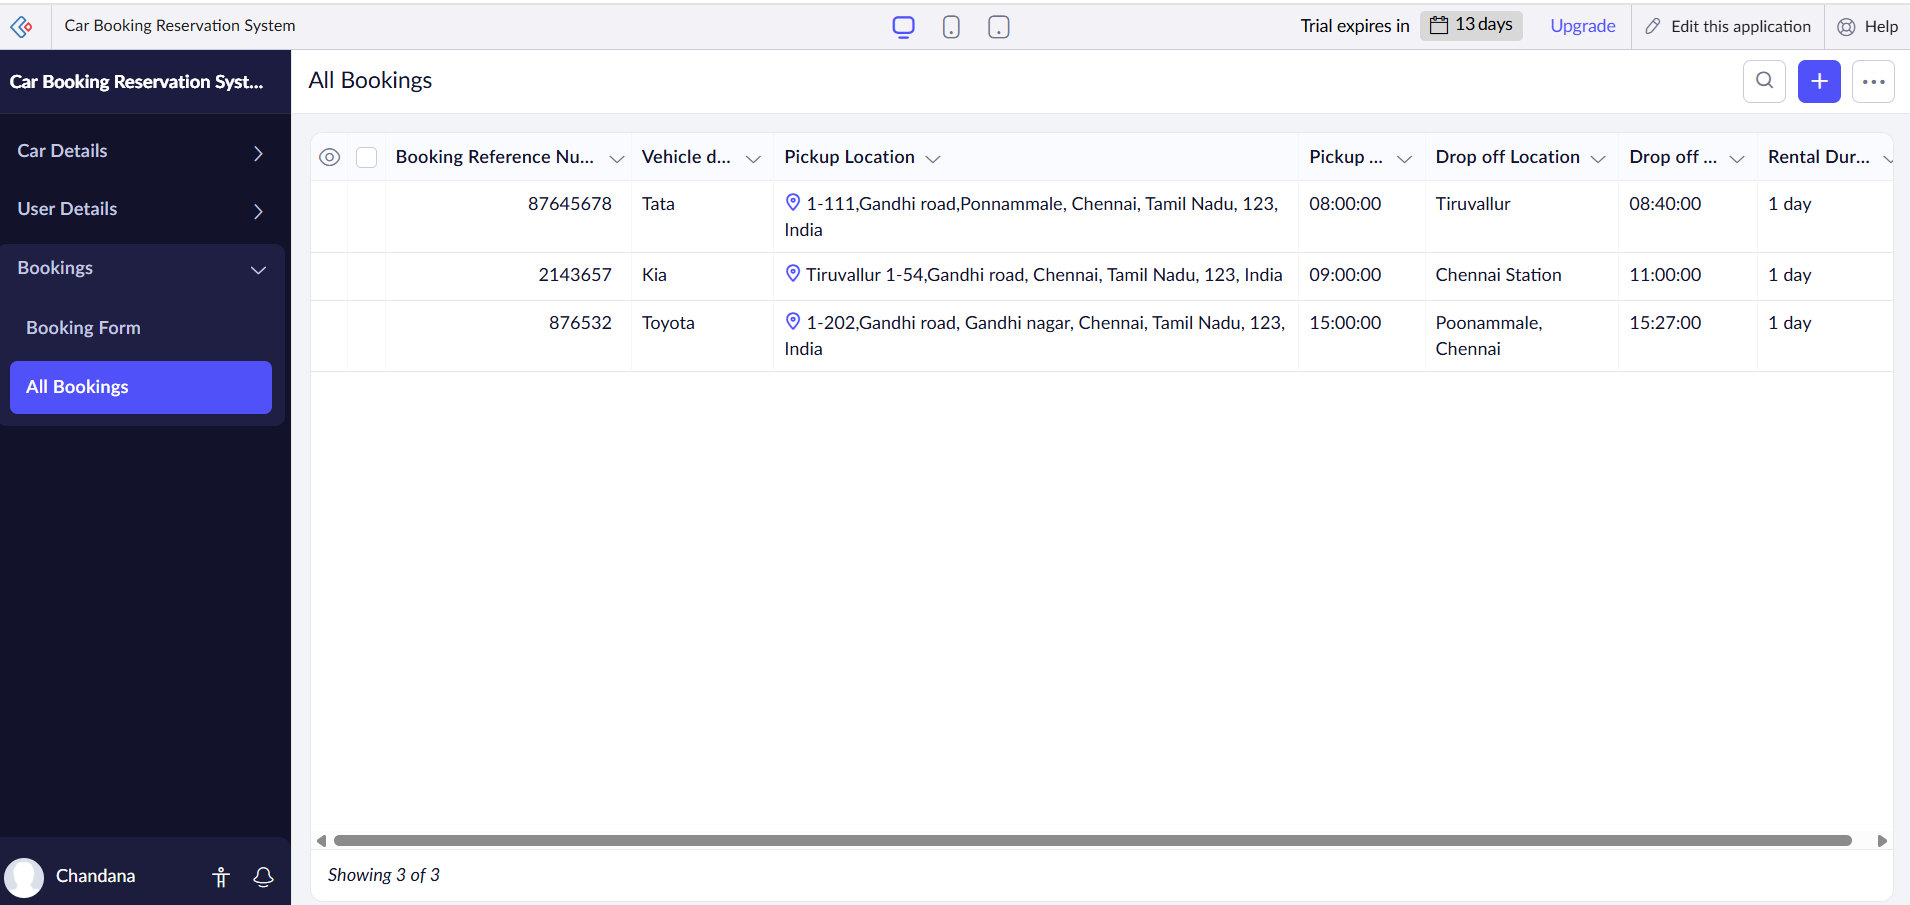 Car Booking Reservation System
Trial expires in 13 days Upgrade Edit this application Help
Car Booking Reservation Syst...
All Bookings
Car Details
User Details
Bookings
Booking Form
All Bookings
Booking Reference Nu... Vehicle d... Pickup Location Pickup ... Drop off Location Drop off ... Rental Dur...
87645678 Tata 1-111,Gandhi road,Ponnammale, Chennai, Tamil Nadu, 123, 08:00:00 Tiruvallur 08:40:00 1 day
India
2143657 Kia Tiruvallur 1-54,Gandhi road, Chennai, Tamil Nadu, 123, India 09:00:00 Chennai Station 11:00:00 1 day
876532 Toyota 1-202,Gandhi road, Gandhi nagar, Chennai, Tamil Nadu, 123, 15:00:00 Poonammale, 15:27:00 1 day
India Chennai
Chandana
Showing 3 of 3